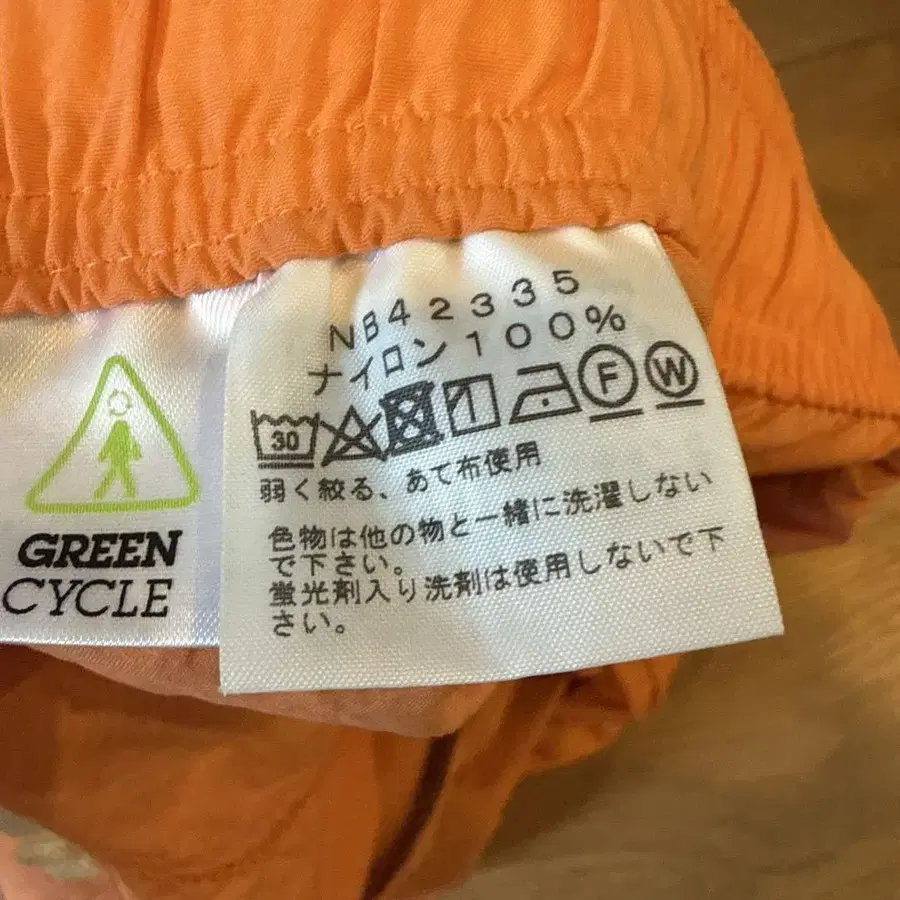 NB42335
ナイロン100%
30 F W
弱く絞る、あて布使用
色物は他の物と一緒に洗濯しない
で下さい。
蛍光剤入り洗剤は使用しないで下
さい。
GREEN
CYCLE